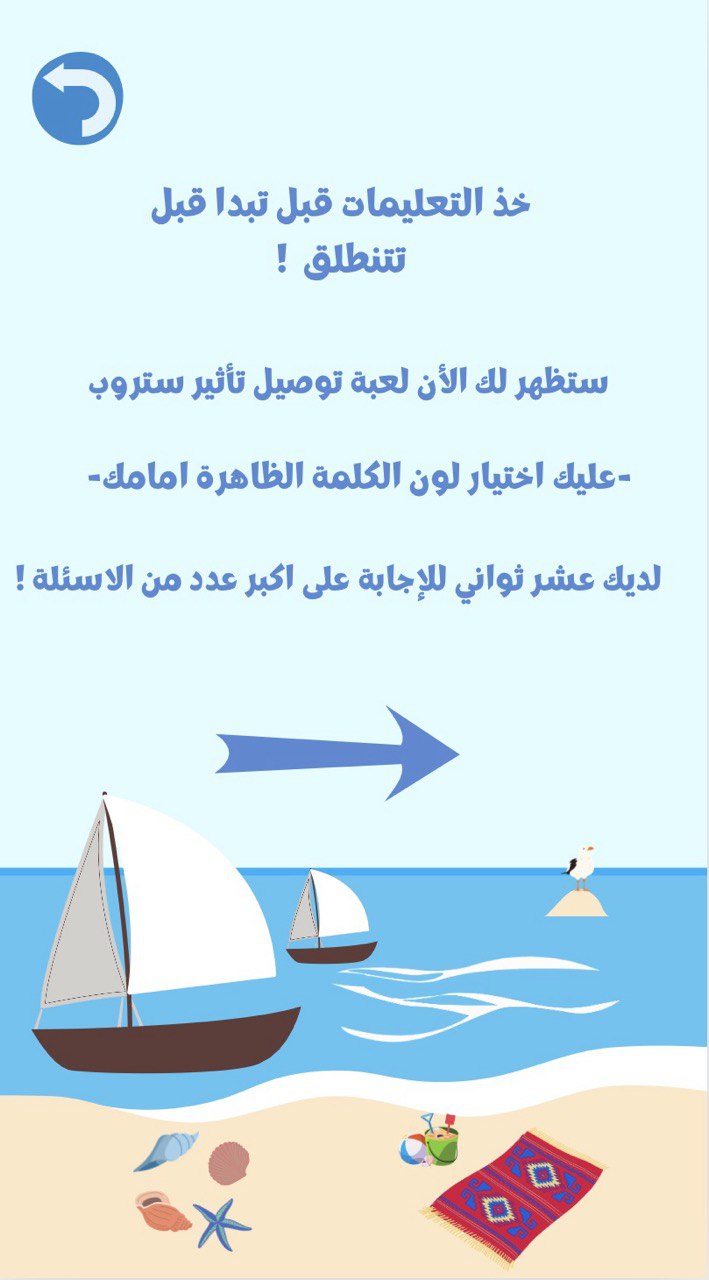 خذ التعليمات قبل تبدا قبل
تتنطلق !
ستظهر لك الأن لعبة توصيل تأثير ستروب
-عليك اختيار لون الكلمة الظاهرة امامك-
لديك عشر ثواني للإجابة على اكبر عدد من الاسئلة !